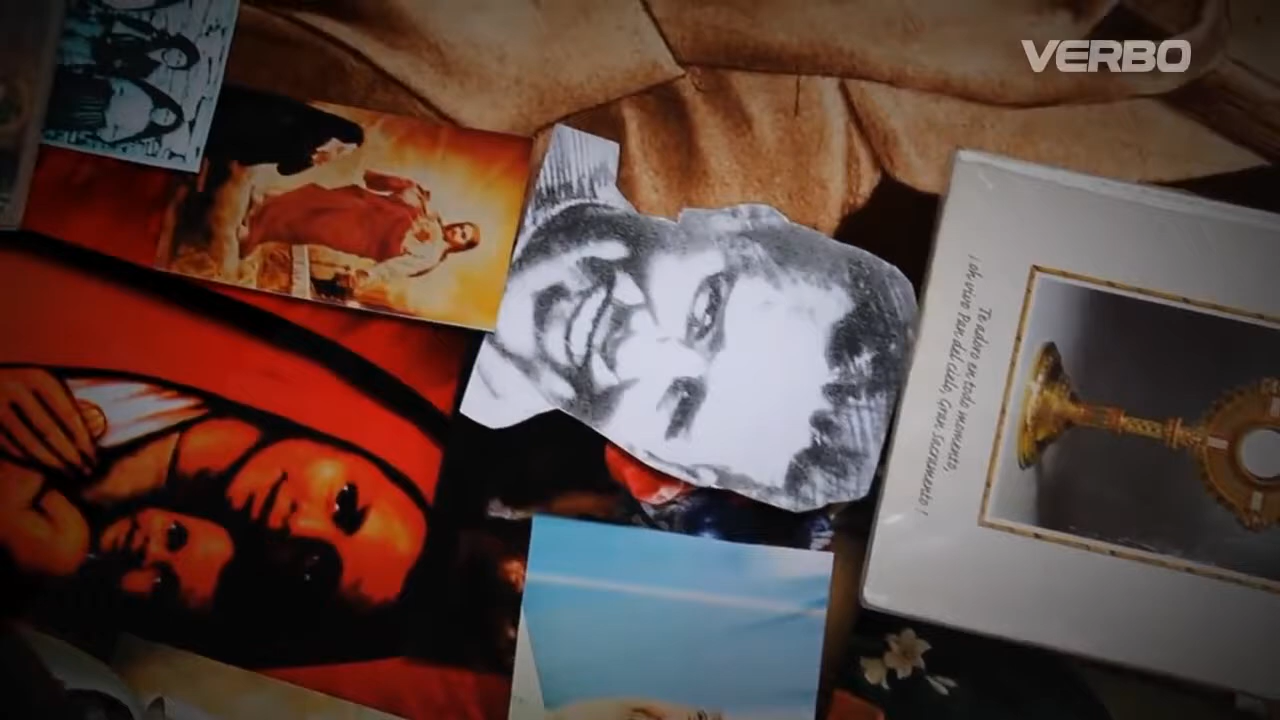 VERBO
¡ oh vivo Pan del cielo, Gran Sacramento !
Te adoro en todo momento,